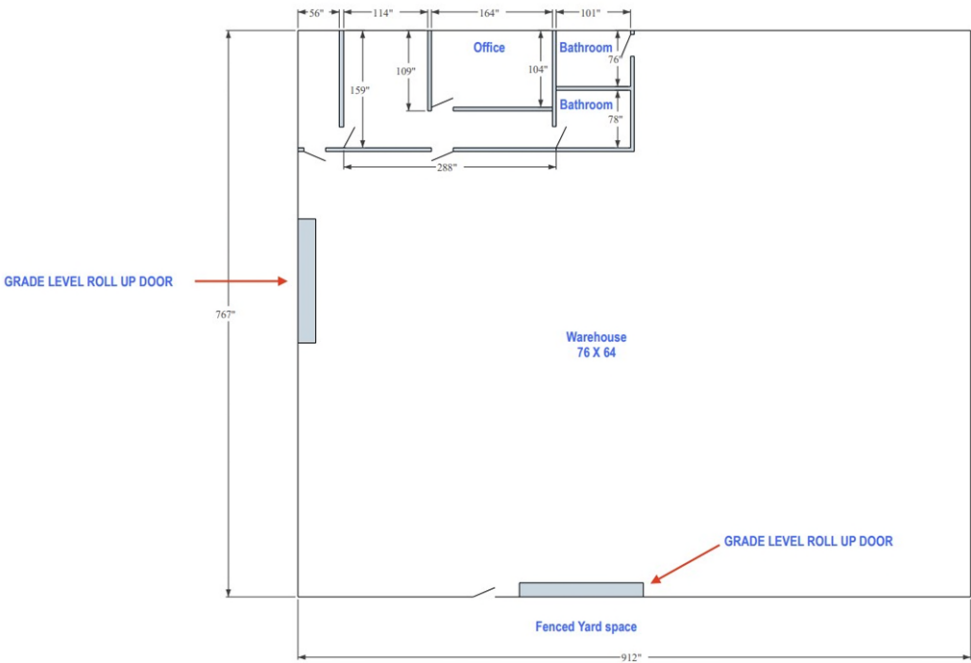 56"
114"
164"
101"
Office
Bathroom
76"
109"
104"
159"
Bathroom
78"
288"
GRADE LEVEL ROLL UP DOOR
767"
Warehouse
76 X 64
GRADE LEVEL ROLL UP DOOR
Fenced Yard space
912"